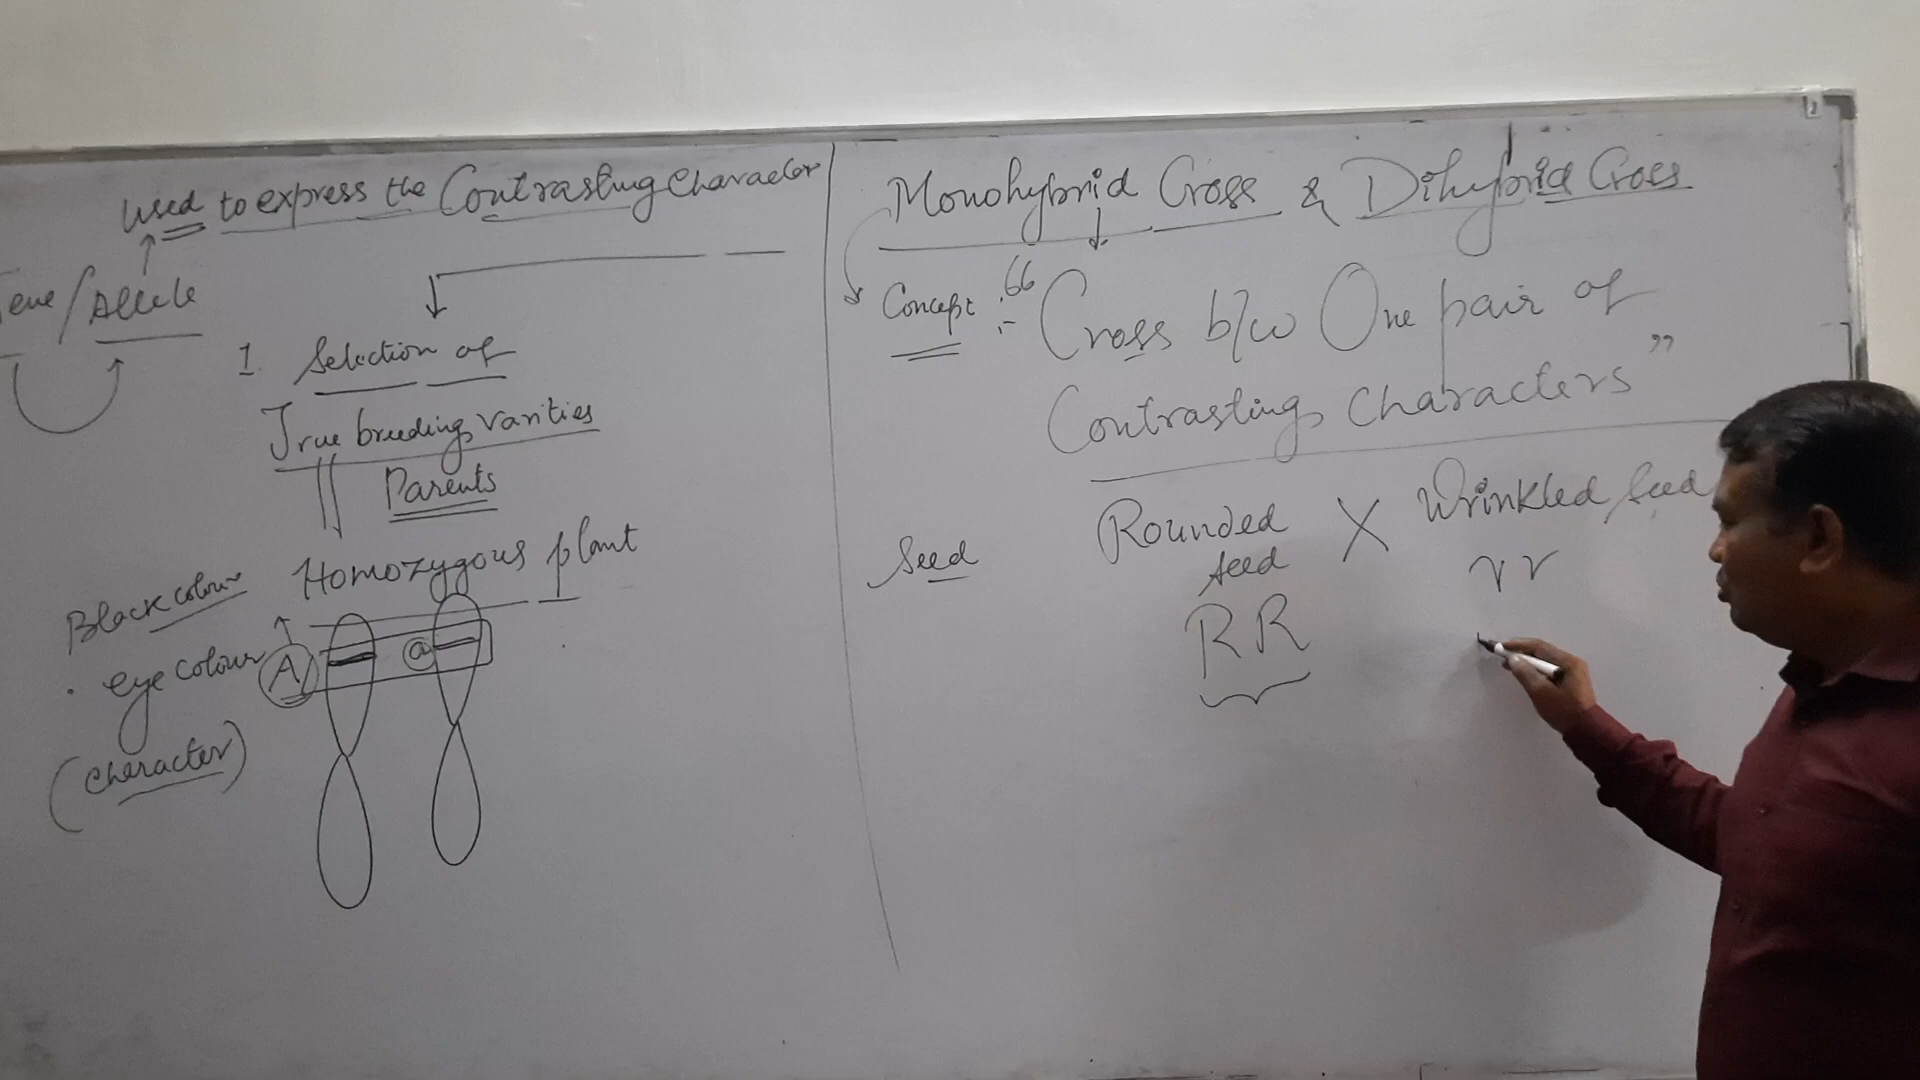 used to express the Contrasting Character
ene / Allele
1. Selection of
True breeding varities
Parents
Homozygous plant
Black colour
eye colour
(character)
A
a
Monohybrid Cross & Dihybrid Cross
Concept :- "Cross b/w One pair of
Contrasting Characters"
Seed
Rounded
seed
X
Wrinkled seed
RR
rr